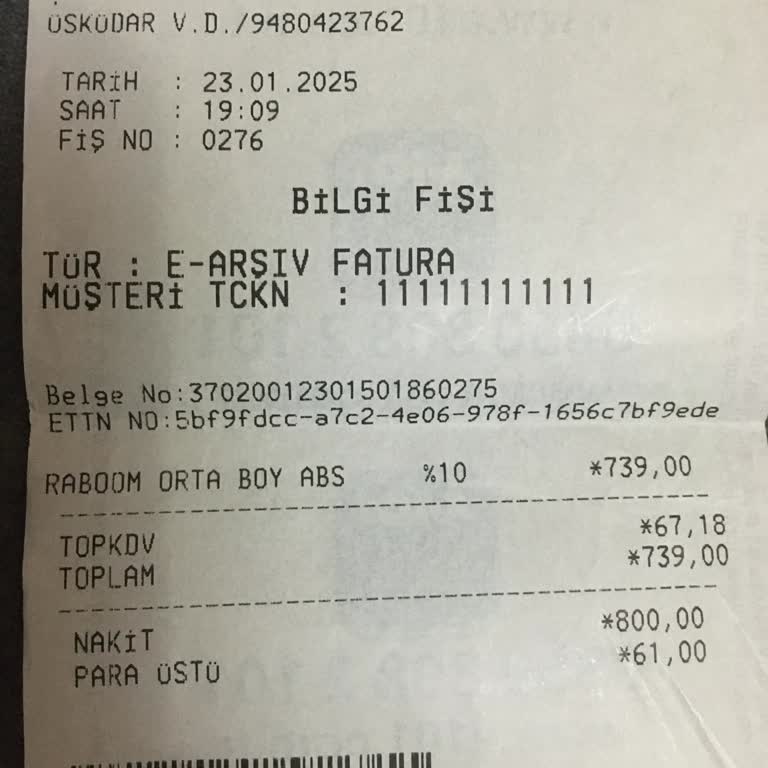 ÜSKÜDAR V.D./9480423762
TARİH : 23.01.2025
SAAT : 19:09
FİŞ NO : 0276
BİLGİ FİŞİ
TÜR : E-ARŞIV FATURA
MÜŞTERİ TCKN : 11111111111
Belge No:37020012301501860275
ETTN NO:5bf9fdcc-a7c2-4e06-978f-1656c7bf9ede
RABOOM ORTA BOY ABS %10 *739,00
TOPKDV *67,18
TOPLAM *739,00
NAKİT *800,00
PARA ÜSTÜ *61,00